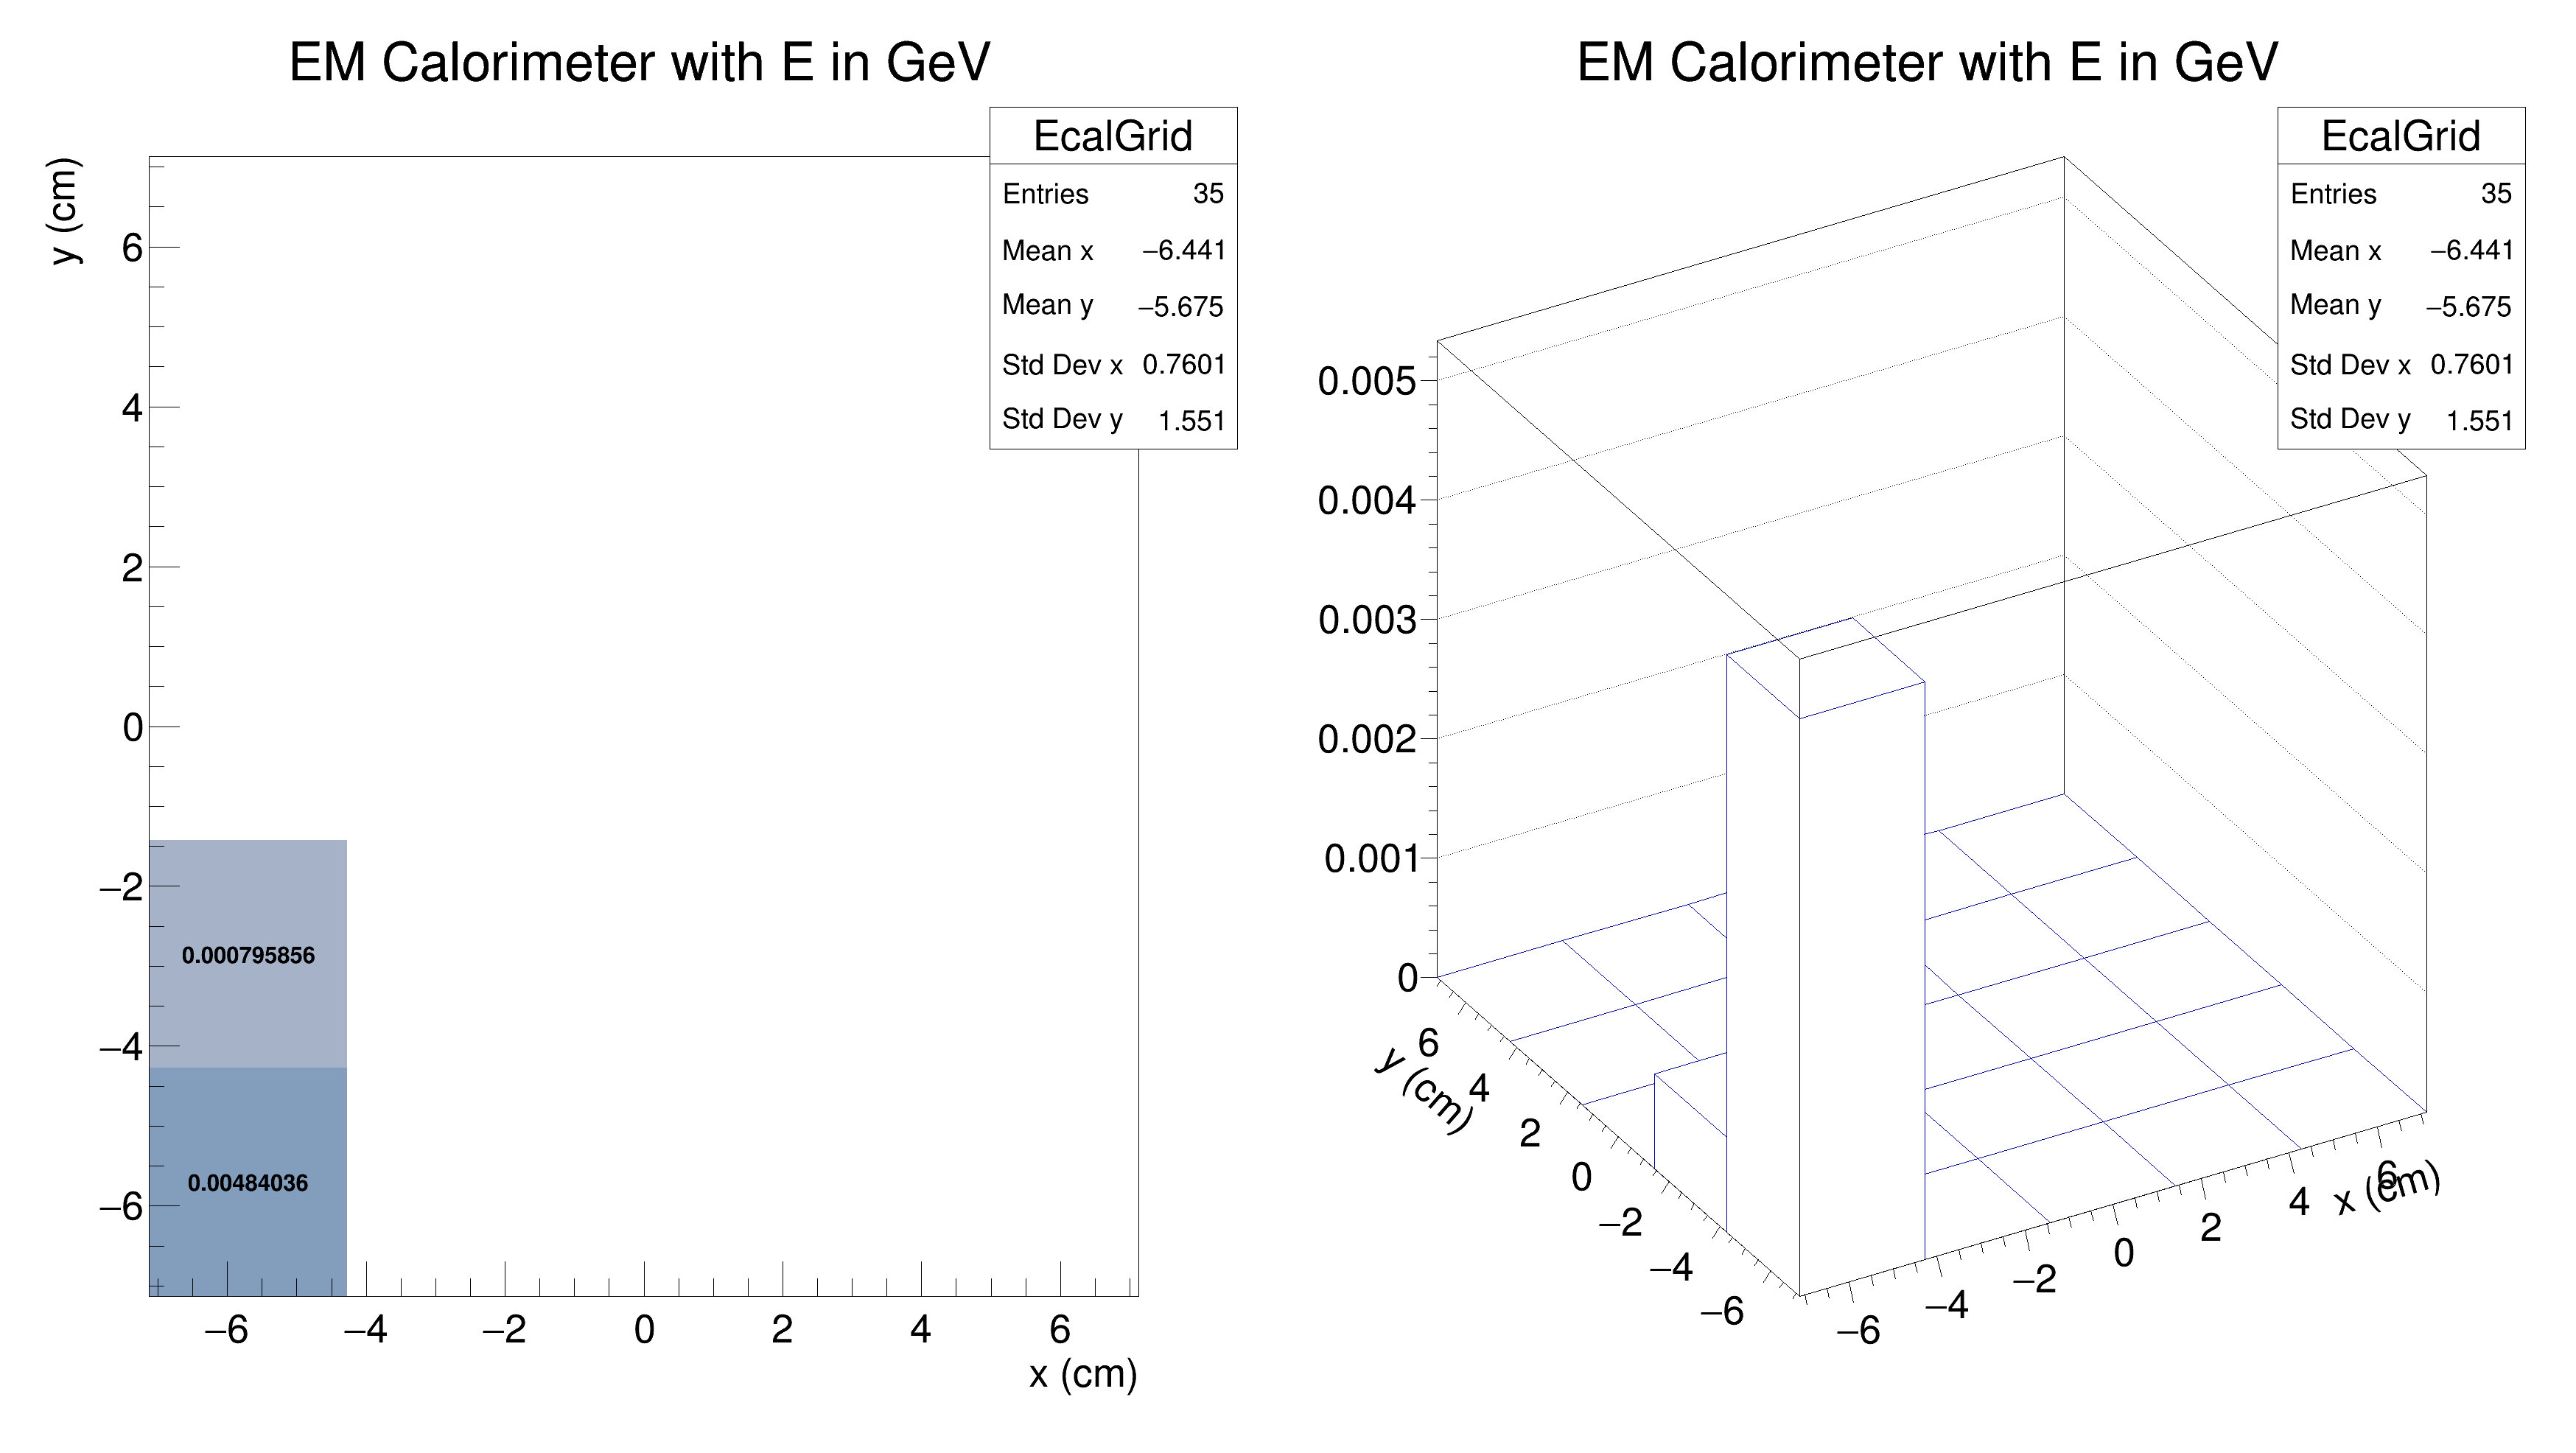 EM Calorimeter with E in GeV
EcalGrid
Entries 35
Mean x −6.441
Mean y −5.675
Std Dev x 0.7601
Std Dev y 1.551
y (cm)
6
4
2
0
−2
−4
−6
0.000795856
0.00484036
−6 −4 −2 0 2 4 6
x (cm)
EM Calorimeter with E in GeV
EcalGrid
Entries 35
Mean x −6.441
Mean y −5.675
Std Dev x 0.7601
Std Dev y 1.551
0.005
0.004
0.003
0.002
0.001
0
y (cm)
6
4
2
0
−2
−4
−6
−6 −4 −2 0 2 4 6
x (cm)